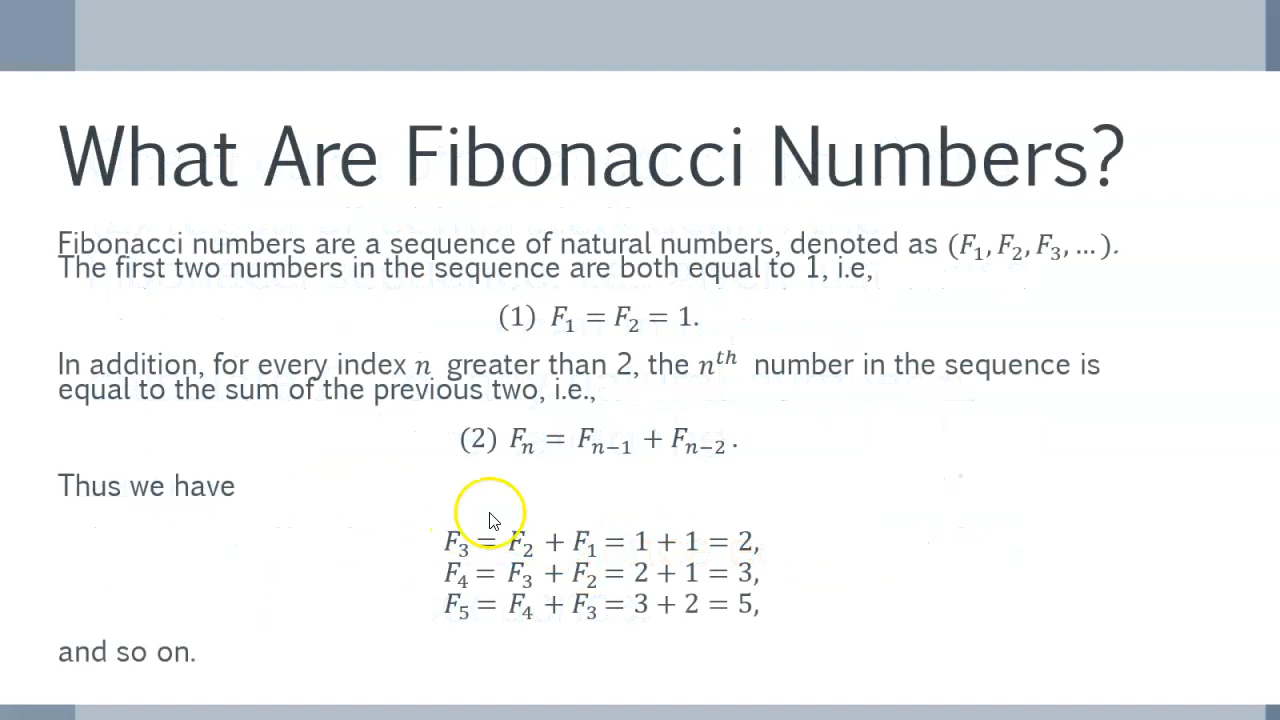 What Are Fibonacci Numbers?
Fibonacci numbers are a sequence of natural numbers, denoted as (F₁, F₂, F₃, … ).
The first two numbers in the sequence are both equal to 1, i.e,
(1) F₁ = F₂ = 1.
In addition, for every index n greater than 2, the nᵗʰ number in the sequence is
equal to the sum of the previous two, i.e.,
(2) Fₙ = Fₙ₋₁ + Fₙ₋₂ .
Thus we have
F₃ = F₂ + F₁ = 1 + 1 = 2,
F₄ = F₃ + F₂ = 2 + 1 = 3,
F₅ = F₄ + F₃ = 3 + 2 = 5,
and so on.